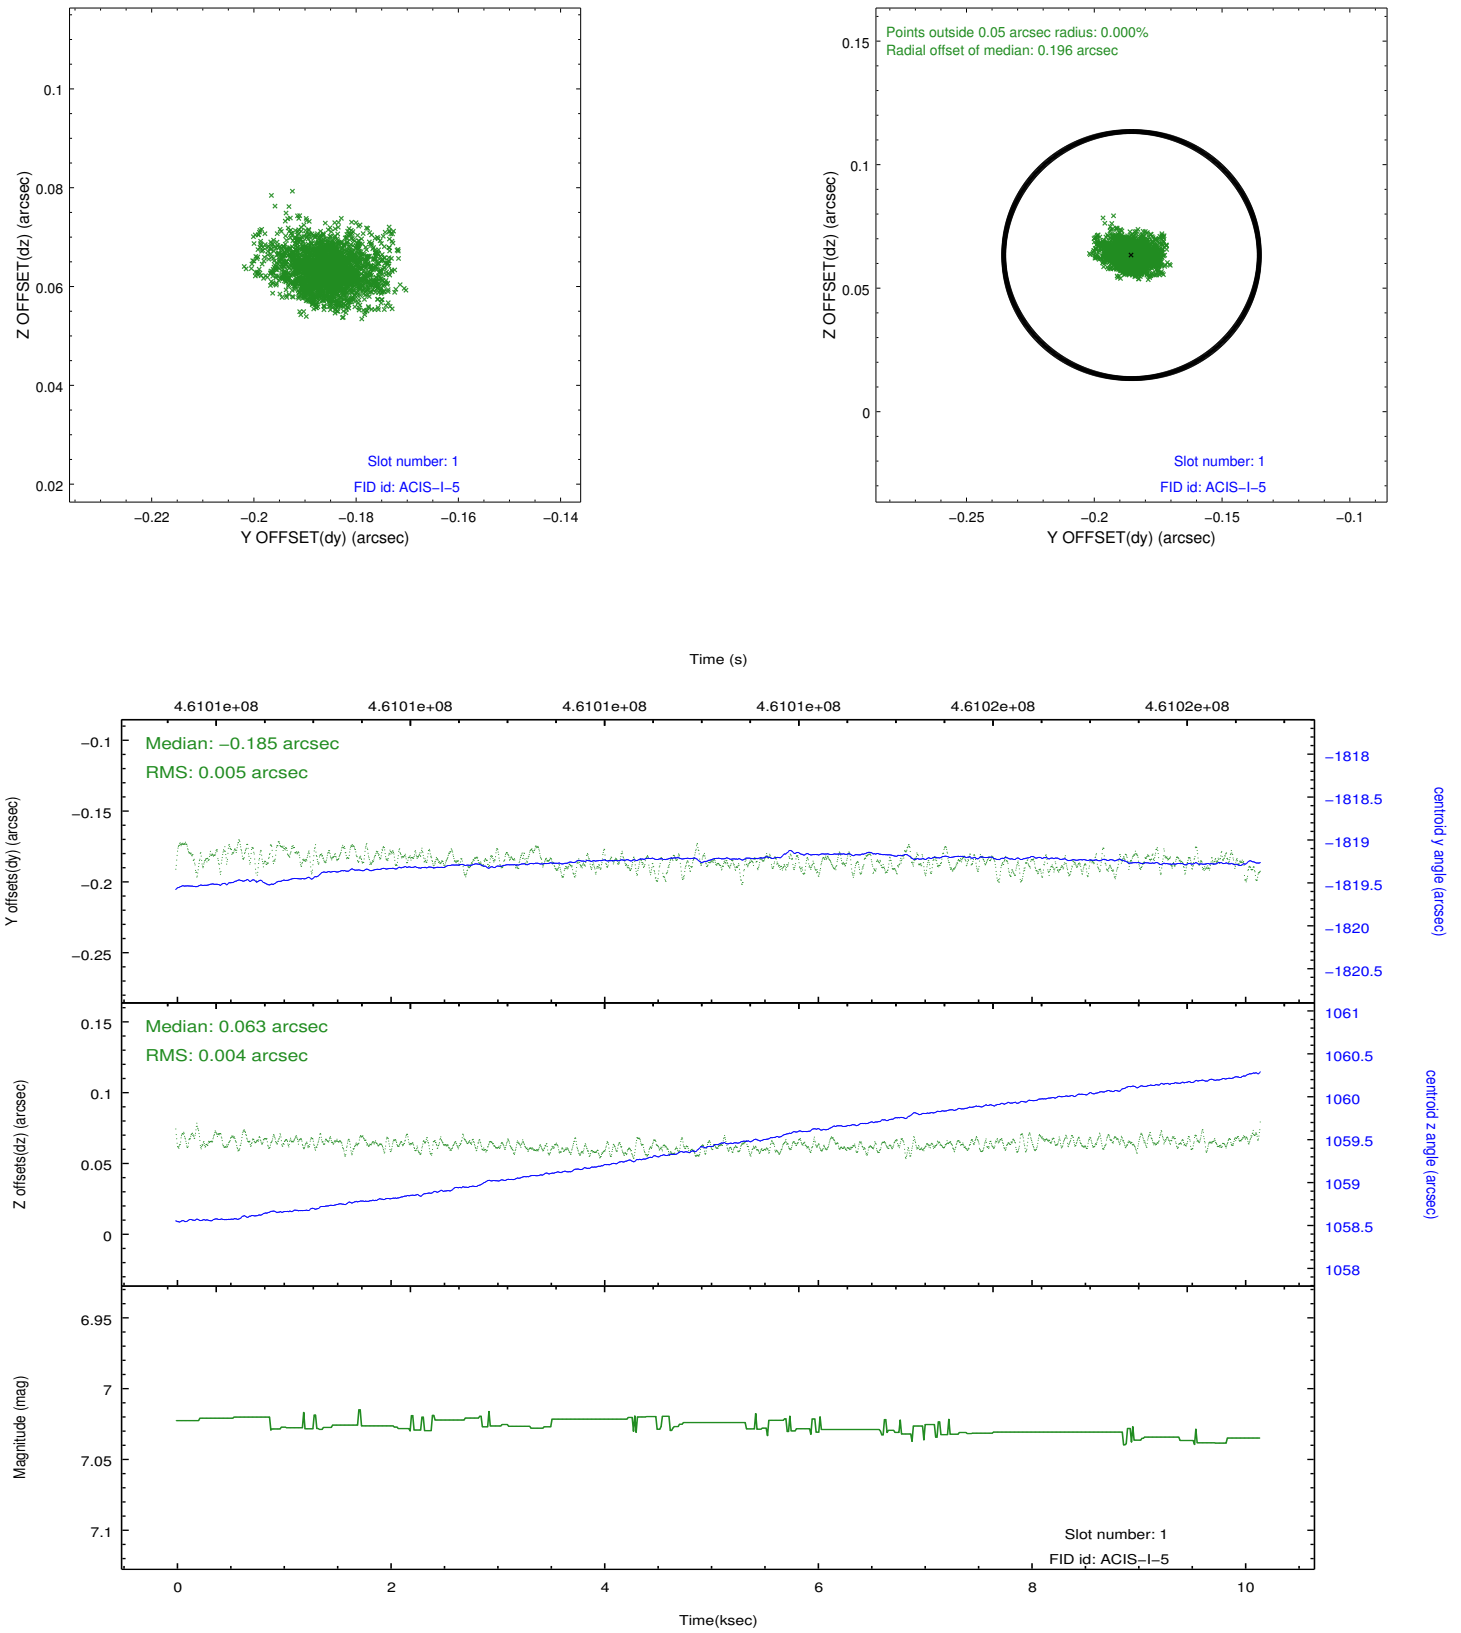 0.1
0.08
0.06
0.04
0.02
Z OFFSET(dz) (arcsec)
Slot number: 1
FID id: ACIS−I−5
−0.22
−0.2
−0.18
−0.16
−0.14
Y OFFSET(dy) (arcsec)
Points outside 0.05 arcsec radius: 0.000%
Radial offset of median: 0.196 arcsec
0.15
0.1
0.05
0
Z OFFSET(dz) (arcsec)
Slot number: 1
FID id: ACIS−I−5
−0.25
−0.2
−0.15
−0.1
Y OFFSET(dy) (arcsec)
Time (s)
4.6101e+08
4.6101e+08
4.6101e+08
4.6101e+08
4.6102e+08
4.6102e+08
Median: −0.185 arcsec
RMS: 0.005 arcsec
−0.1
−0.15
−0.2
−0.25
Y offsets(dy) (arcsec)
−1818
−1818.5
−1819
−1819.5
−1820
−1820.5
centroid y angle (arcsec)
Median: 0.063 arcsec
RMS: 0.004 arcsec
0.15
0.1
0.05
0
Z offsets(dz) (arcsec)
1061
1060.5
1060
1059.5
1059
1058.5
1058
centroid z angle (arcsec)
6.95
7
7.05
7.1
Magnitude (mag)
Slot number: 1
FID id: ACIS−I−5
0
2
4
6
8
10
Time(ksec)